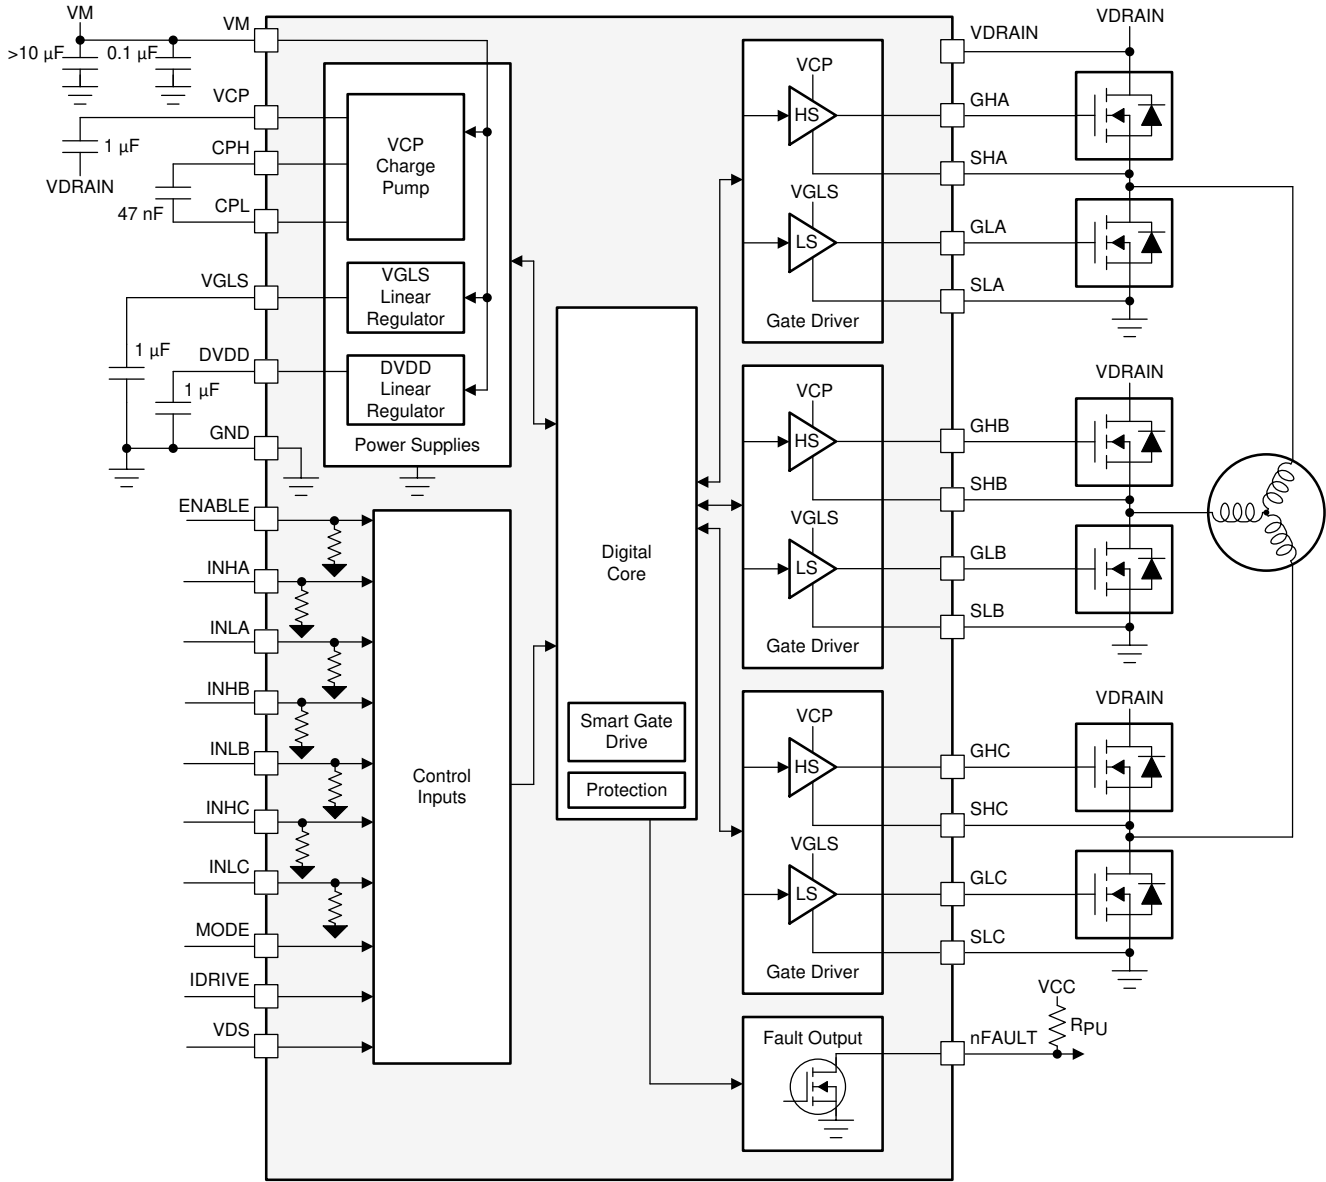 VM
VM
>10 µF
0.1 µF
VCP
1 µF
VDRAIN
CPH
47 nF
CPL
VGLS
1 µF
DVDD
1 µF
GND
ENABLE
INHA
INLA
INHB
INLB
INHC
INLC
MODE
IDRIVE
VDS
VCP
Charge
Pump
VGLS
Linear
Regulator
DVDD
Linear
Regulator
Power Supplies
Control
Inputs
Digital
Core
Smart Gate
Drive
Protection
VCP
HS
VGLS
LS
Gate Driver
VCP
HS
VGLS
LS
Gate Driver
VCP
HS
VGLS
LS
Gate Driver
Fault Output
VDRAIN
VDRAIN
GHA
SHA
GLA
SLA
VDRAIN
GHB
SHB
GLB
SLB
VDRAIN
GHC
SHC
GLC
SLC
VCC
RPU
nFAULT